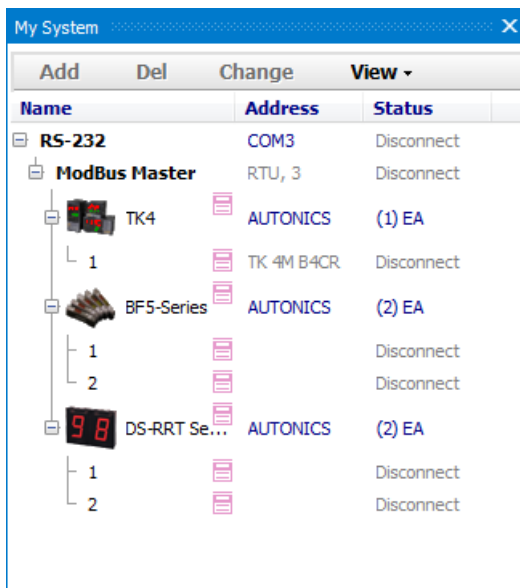 My System
Add Del Change View
Name Address Status
RS-232 COM3 Disconnect
ModBus Master RTU, 3 Disconnect
TK4 AUTONICS (1) EA
1 TK 4M B4CR Disconnect
BF5-Series AUTONICS (2) EA
1 Disconnect
2 Disconnect
98 DS-RRT Se... AUTONICS (2) EA
1 Disconnect
2 Disconnect